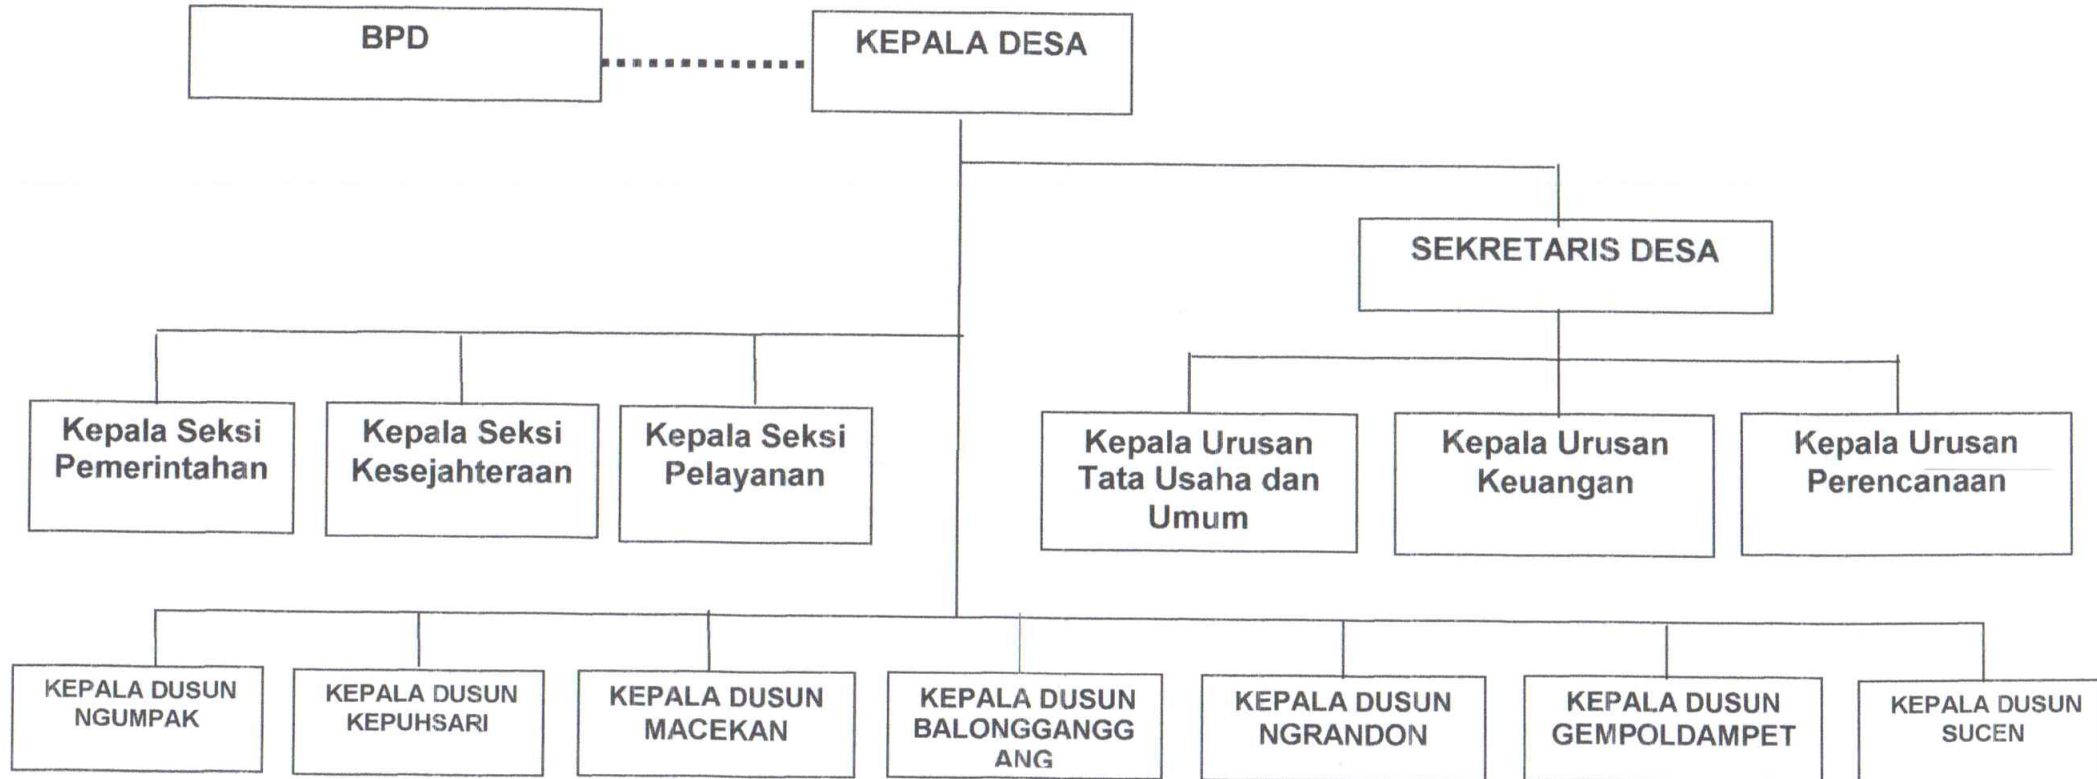 BPD
KEPALA DESA
SEKRETARIS DESA
Kepala Seksi
Pemerintahan
Kepala Seksi
Kesejahteraan
Kepala Seksi
Pelayanan
Kepala Urusan
Tata Usaha dan
Umum
Kepala Urusan
Keuangan
Kepala Urusan
Perencanaan
KEPALA DUSUN
NGUMPAK
KEPALA DUSUN
KEPUHSARI
KEPALA DUSUN
MACEKAN
KEPALA DUSUN
BALONGGANGG
ANG
KEPALA DUSUN
NGRANDON
KEPALA DUSUN
GEMPOLDAMPET
KEPALA DUSUN
SUCEN